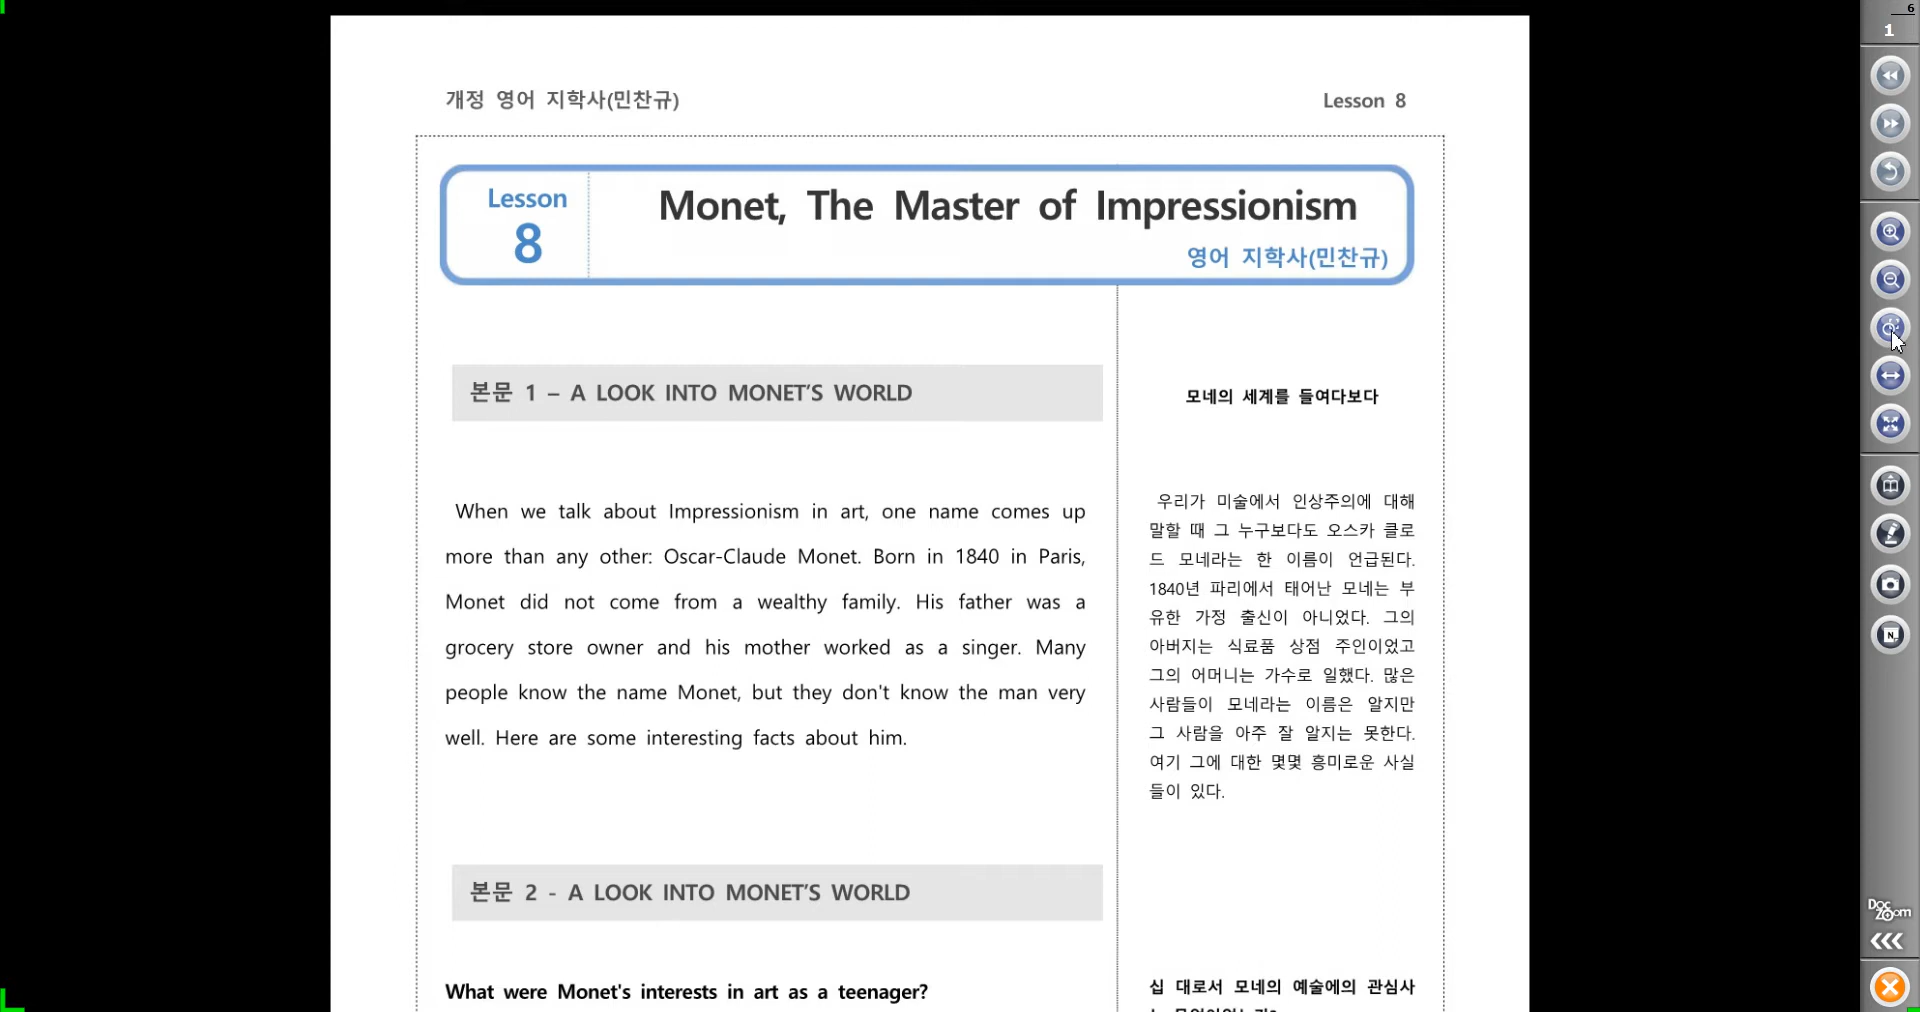 개정 영어 지학사(민찬규)
Lesson 8
Lesson
8
Monet, The Master of Impressionism
영어 지학사(민찬규)
본문 1 – A LOOK INTO MONET’S WORLD
When we talk about Impressionism in art, one name comes up
more than any other: Oscar-Claude Monet. Born in 1840 in Paris,
Monet did not come from a wealthy family. His father was a
grocery store owner and his mother worked as a singer. Many
people know the name Monet, but they don't know the man very
well. Here are some interesting facts about him.
본문 2 - A LOOK INTO MONET’S WORLD
What were Monet's interests in art as a teenager?
모네의 세계를 들여다보다
우리가 미술에서 인상주의에 대해
말할 때 그 누구보다도 오스카 클로
드 모네라는 한 이름이 언급된다.
1840년 파리에서 태어난 모네는 부
유한 가정 출신이 아니었다. 그의
아버지는 식료품 상점 주인이었고
그의 어머니는 가수로 일했다. 많은
사람들이 모네라는 이름은 알지만
그 사람을 아주 잘 알지는 못한다.
여기 그에 대한 몇몇 흥미로운 사실
들이 있다.
십 대로서 모네의 예술에의 관심사
6
1
N
Doc
Zoom